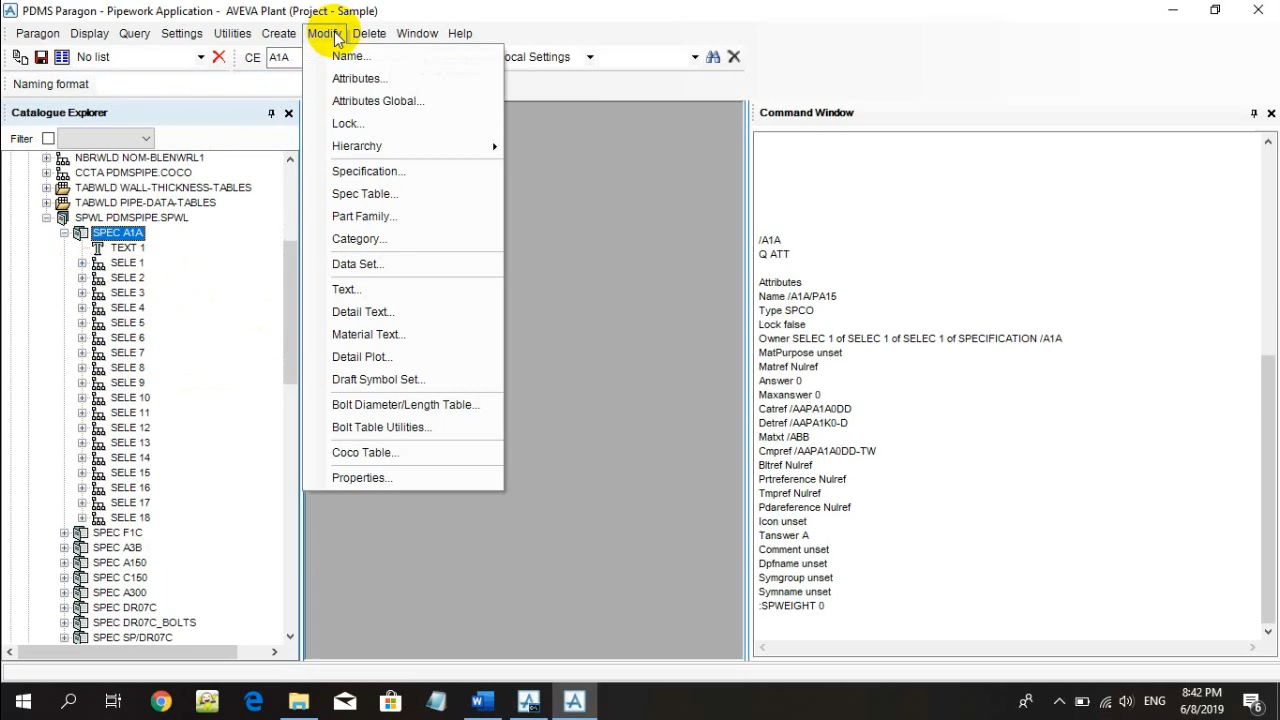 PDMS Paragon - Pipework Application - AVEVA Plant (Project - Sample)
Paragon Display Query Settings Utilities Create Modify Delete Window Help
No list CE A1A ocal Settings
Naming format
Catalogue Explorer
Filter
NBRWLD NOM-BLENWRL1
CCTA PDMSPIPE.COCO
TABWLD WALL-THICKNESS-TABLES
TABWLD PIPE-DATA-TABLES
SPWL PDMSPIPE.SPWL
SPEC A1A
TEXT 1
SELE 1
SELE 2
SELE 3
SELE 4
SELE 5
SELE 6
SELE 7
SELE 8
SELE 9
SELE 10
SELE 11
SELE 12
SELE 13
SELE 14
SELE 15
SELE 16
SELE 17
SELE 18
SPEC F1C
SPEC A3B
SPEC A150
SPEC C150
SPEC A300
SPEC DR07C
SPEC DR07C_BOLTS
SPEC SP/DR07C
Name...
Attributes...
Attributes Global...
Lock...
Hierarchy
Specification...
Spec Table...
Part Family...
Category...
Data Set...
Text...
Detail Text...
Material Text...
Detail Plot...
Draft Symbol Set...
Bolt Diameter/Length Table...
Bolt Table Utilities...
Coco Table...
Properties...
Command Window
/A1A
Q ATT
Attributes
Name /A1A/PA15
Type SPCO
Lock false
Owner SELEC 1 of SELEC 1 of SELEC 1 of SPECIFICATION /A1A
MatPurpose unset
Matref Nulref
Answer 0
Maxanswer 0
Catref /AAPA1A0DD
Detref /AAPA1K0-D
Matxt /ABB
Cmpref /AAPA1A0DD-TW
Bltref Nulref
Prtreference Nulref
Tmpref Nulref
Pdareference Nulref
Icon unset
Tanswer A
Comment unset
Dpfname unset
Symgroup unset
Symname unset
:SPWEIGHT 0
ENG
8:42 PM
6/8/2019
6